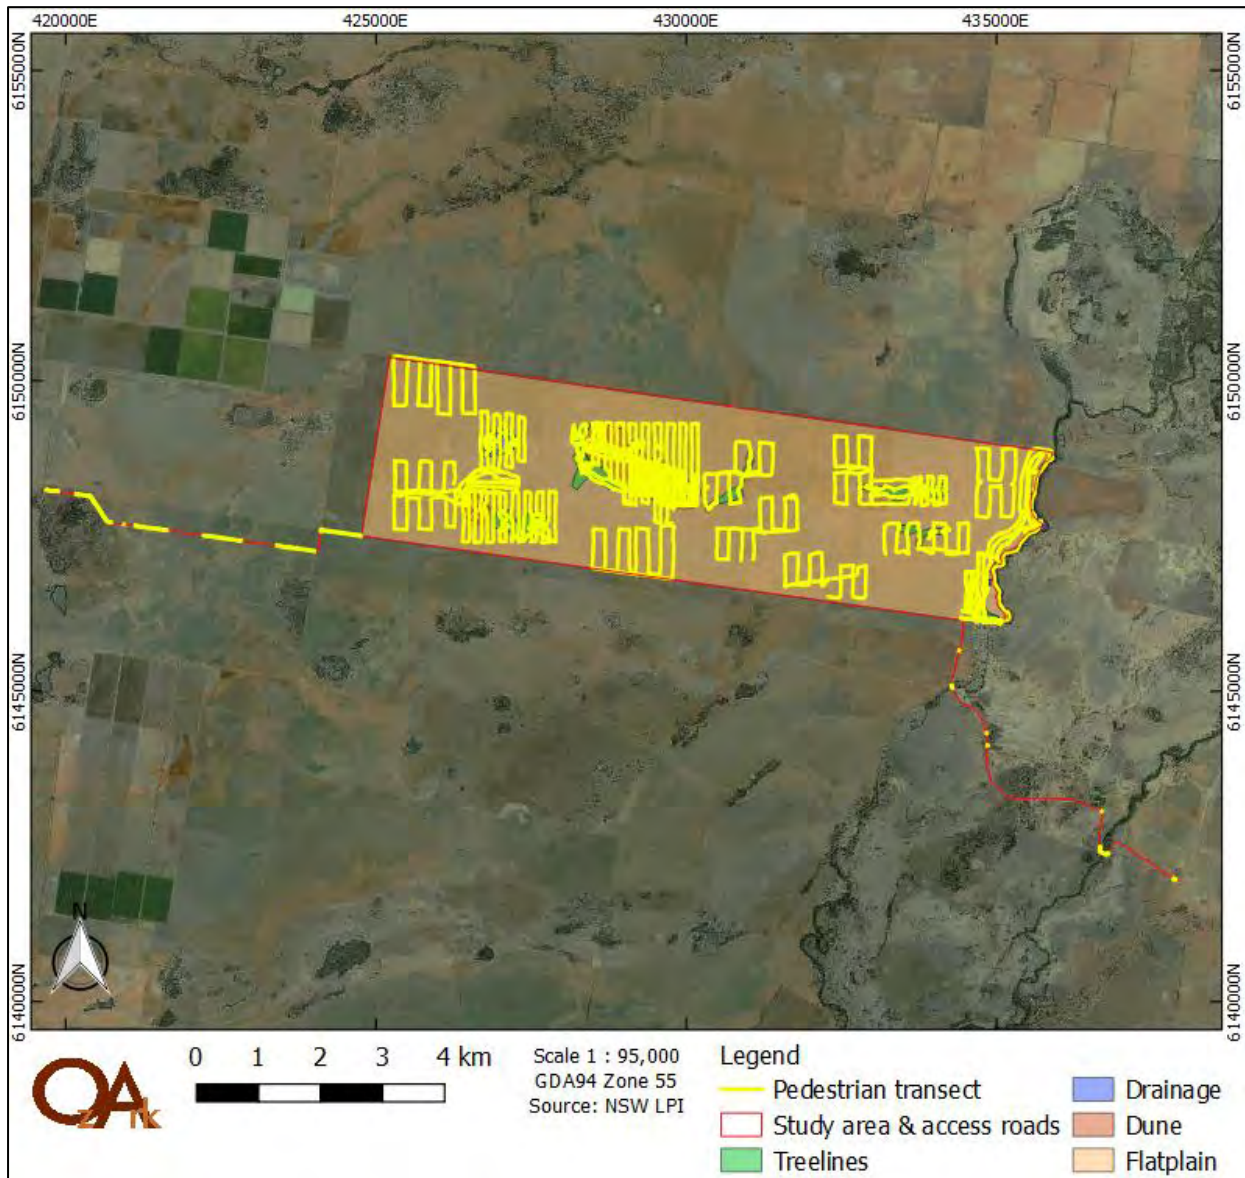 420000E 425000E 430000E 435000E
6155000N 6155000N
6150000N 6150000N
6145000N 6145000N
6140000N 6140000N
N
OzArk
0 1 2 3 4 km
Scale 1 : 95,000
GDA94 Zone 55
Source: NSW LPI
Legend
Pedestrian transect
Study area & access roads
Treelines
Drainage
Dune
Flatplain